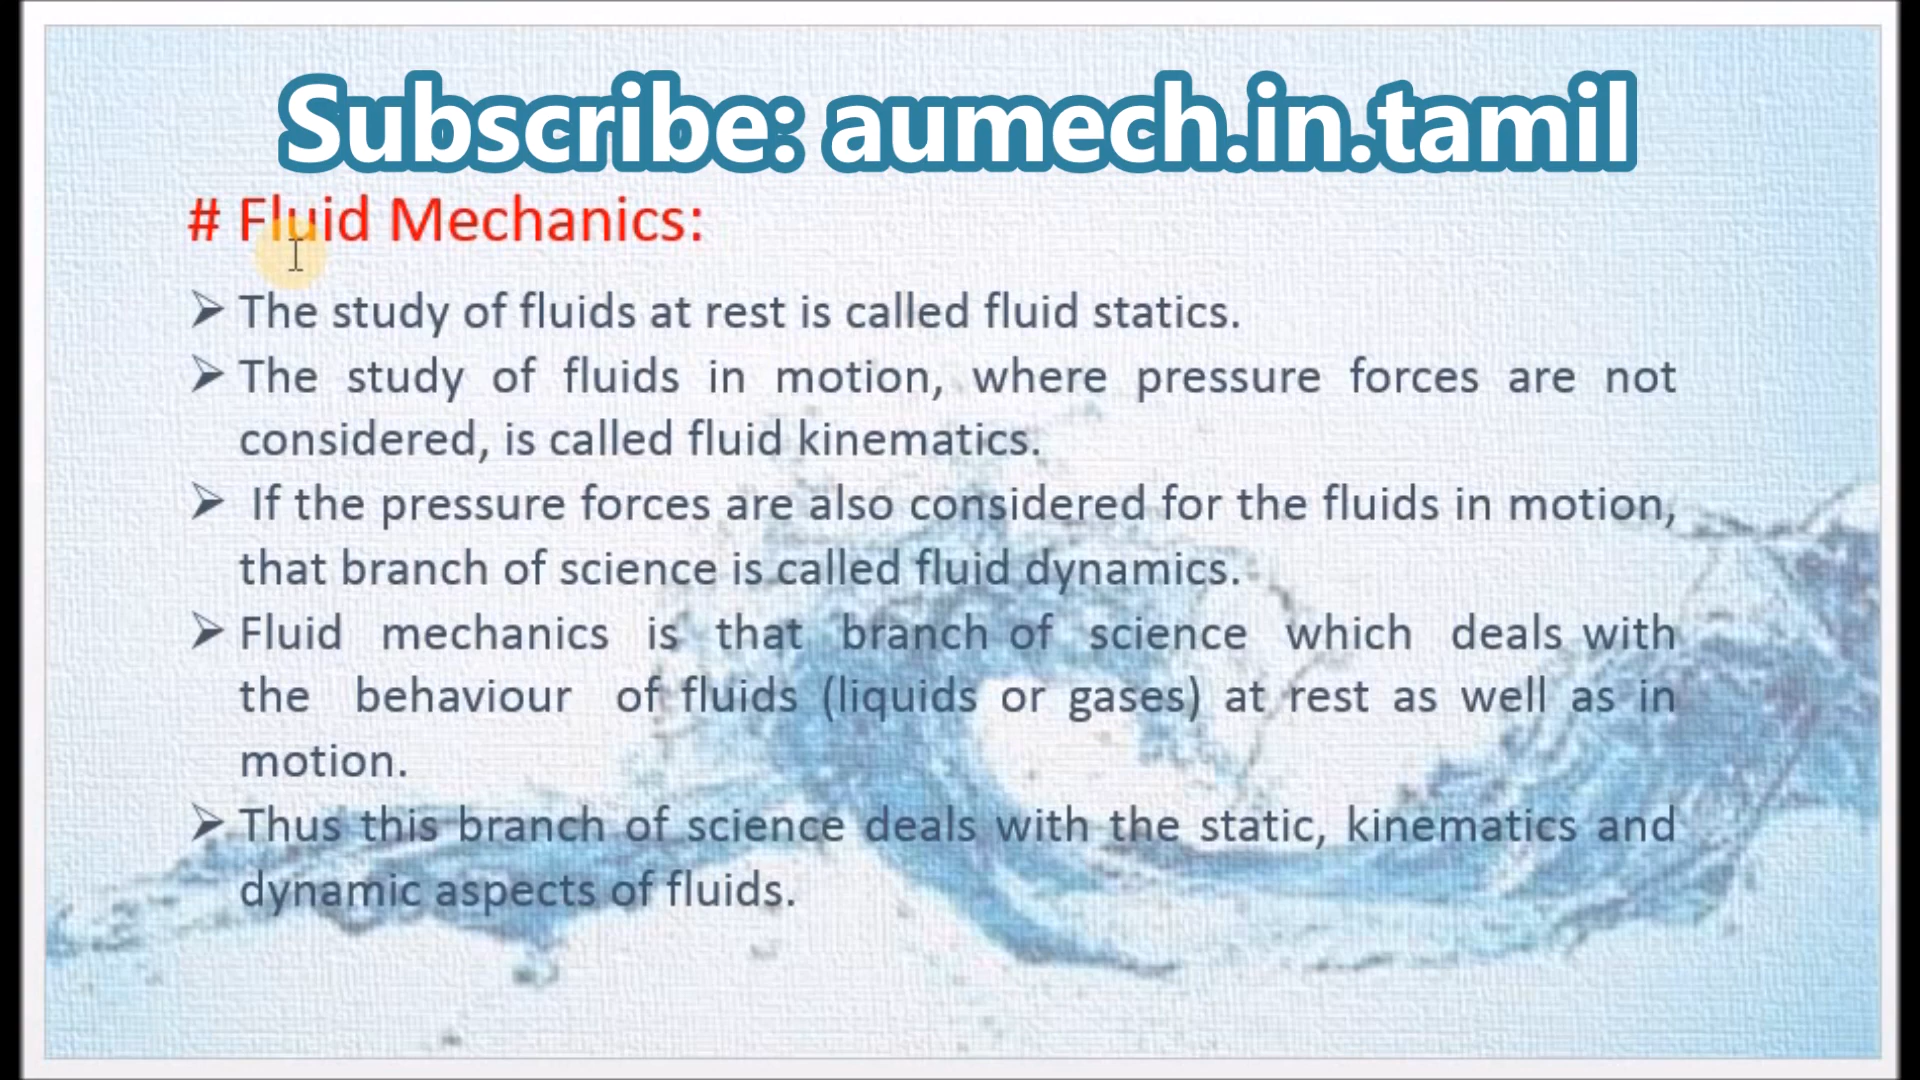 Subscribe: aumech.in.tamil
# Fluid Mechanics:
➢ The study of fluids at rest is called fluid statics.
➢ The study of fluids in motion, where pressure forces are not
considered, is called fluid kinematics.
➢ If the pressure forces are also considered for the fluids in motion,
that branch of science is called fluid dynamics.
➢ Fluid mechanics is that branch of science which deals with
the behaviour of fluids (liquids or gases) at rest as well as in
motion.
➢ Thus this branch of science deals with the static, kinematics and
dynamic aspects of fluids.